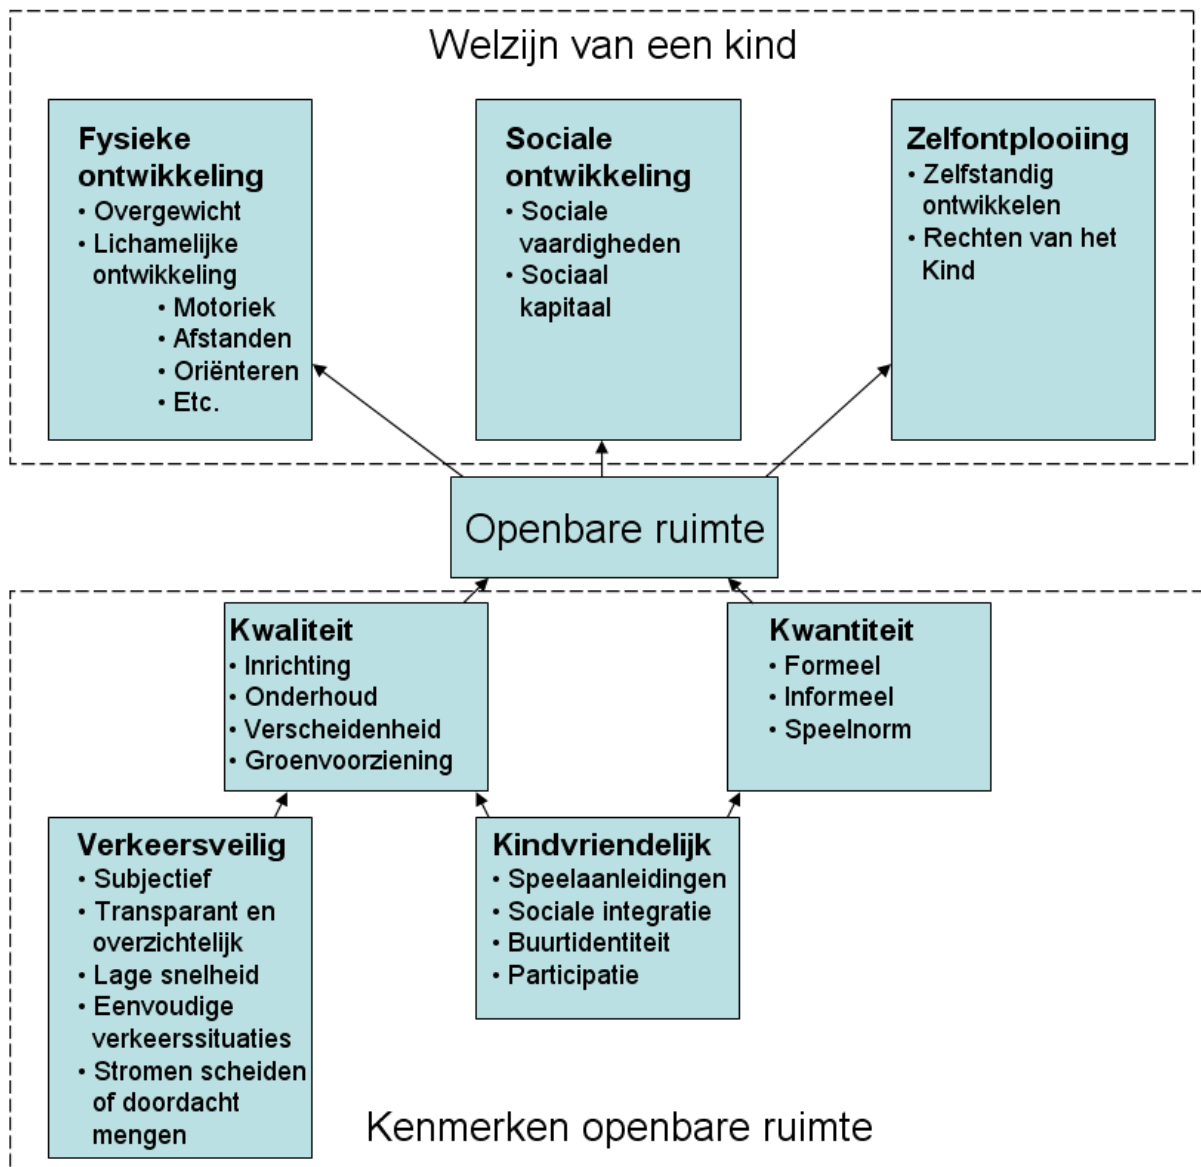 Welzijn van een kind
Fysieke
ontwikkeling
• Overgewicht
• Lichamelijke
ontwikkeling
• Motoriek
• Afstanden
• Oriënteren
• Etc.
Sociale
ontwikkeling
• Sociale
vaardigheden
• Sociaal
kapitaal
Zelfontplooiing
• Zelfstandig
ontwikkelen
• Rechten van het
Kind
Openbare ruimte
Kwaliteit
• Inrichting
• Onderhoud
• Verscheidenheid
• Groenvoorziening
Kwantiteit
• Formeel
• Informeel
• Speelnorm
Verkeersveilig
• Subjectief
• Transparant en
overzichtelijk
• Lage snelheid
• Eenvoudige
verkeerssituaties
• Stromen scheiden
of doordacht
mengen
Kindvriendelijk
• Speelaanleidingen
• Sociale integratie
• Buurtidentiteit
• Participatie
Kenmerken openbare ruimte